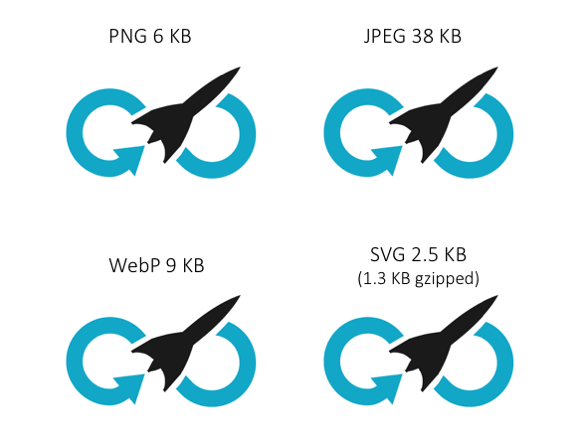 PNG 6 KB
JPEG 38 KB
WebP 9 KB
SVG 2.5 KB
(1.3 KB gzipped)